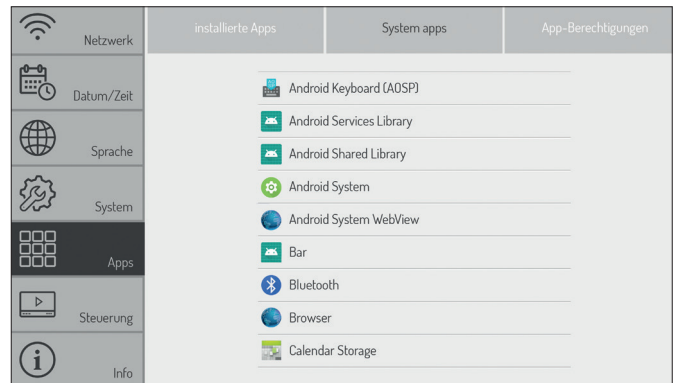 Netzwerk
Datum/Zeit
Sprache
System
Apps
Steuerung
Info
installierte Apps
System apps
App-Berechtigungen
Android Keyboard (AOSP)
Android Services Library
Android Shared Library
Android System
Android System WebView
Bar
Bluetooth
Browser
Calendar Storage